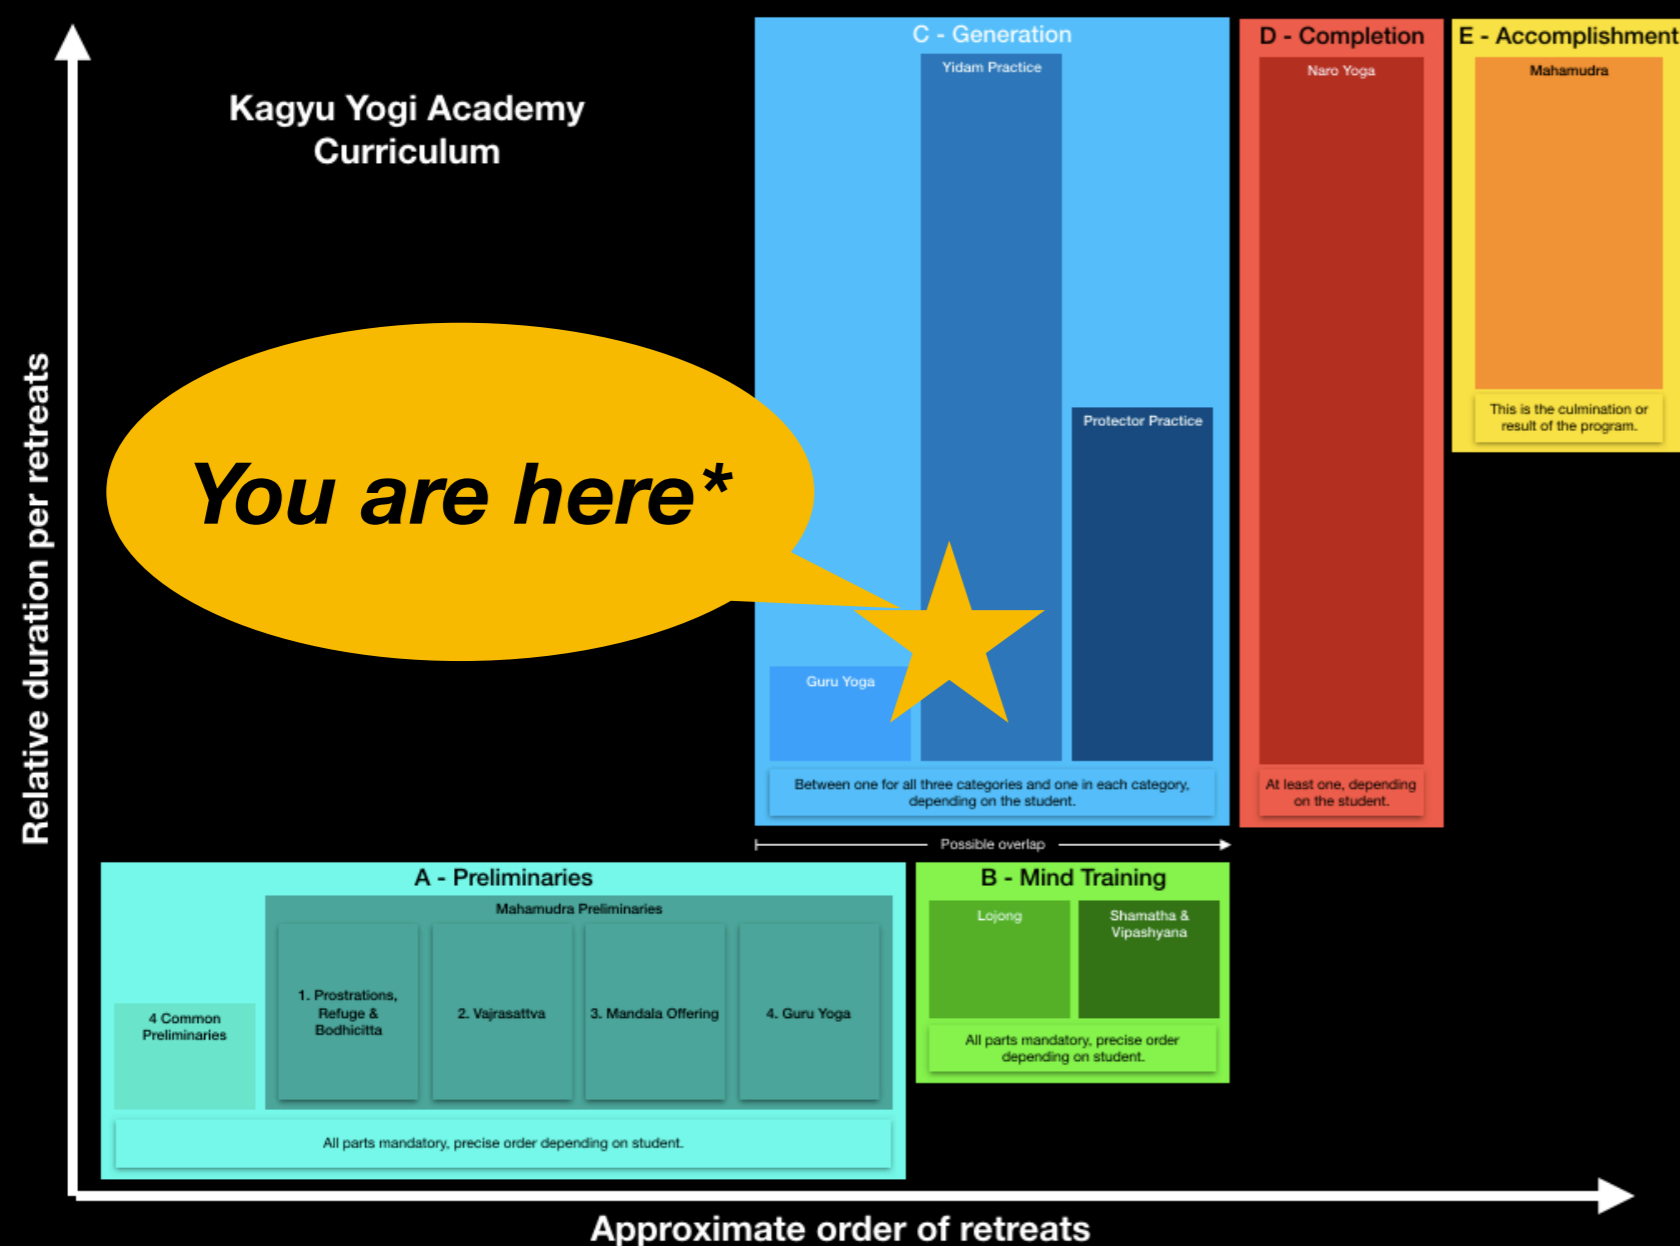 Kagyu Yogi Academy
Curriculum
Relative duration per retreats
You are here*
C - Generation
Yidam Practice
Protector Practice
Guru Yoga
Between one for all three categories and one in each category,
depending on the student.
Possible overlap
D - Completion
Naro Yoga
At least one, depending
on the student.
E - Accomplishment
Mahamudra
This is the culmination or
result of the program.
A - Preliminaries
Mahamudra Preliminaries
4 Common
Preliminaries
1. Prostrations,
Refuge &
Bodhicitta
2. Vajrasattva
3. Mandala Offering
4. Guru Yoga
All parts mandatory, precise order depending on student.
B - Mind Training
Lojong
Shamatha &
Vipashyana
All parts mandatory, precise order
depending on student.
Approximate order of retreats